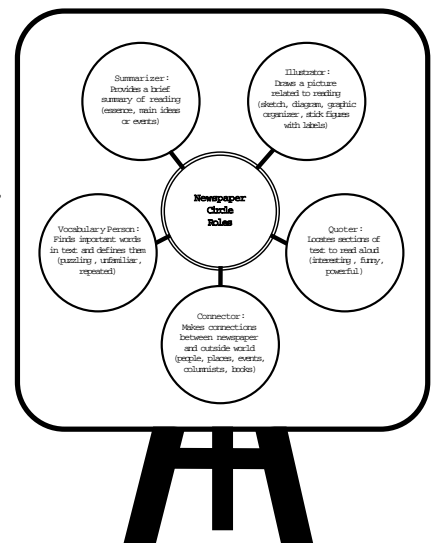 Summarizer:
Provides a brief
summary of reading
(essence, main ideas
or events)
Illustrator:
Draws a picture
related to reading
(sketch, diagram, graphic
organizer, stick figures
with labels)
Newspaper
Circle
Roles
Vocabulary Person:
Finds important words
in text and defines them
(puzzling, unfamiliar,
repeated)
Quoter:
Locates sections of
text to read aloud
(interesting, funny,
powerful)
Connector:
Makes connections
between newspaper
and outside world
(people, places, events,
columnists, books)